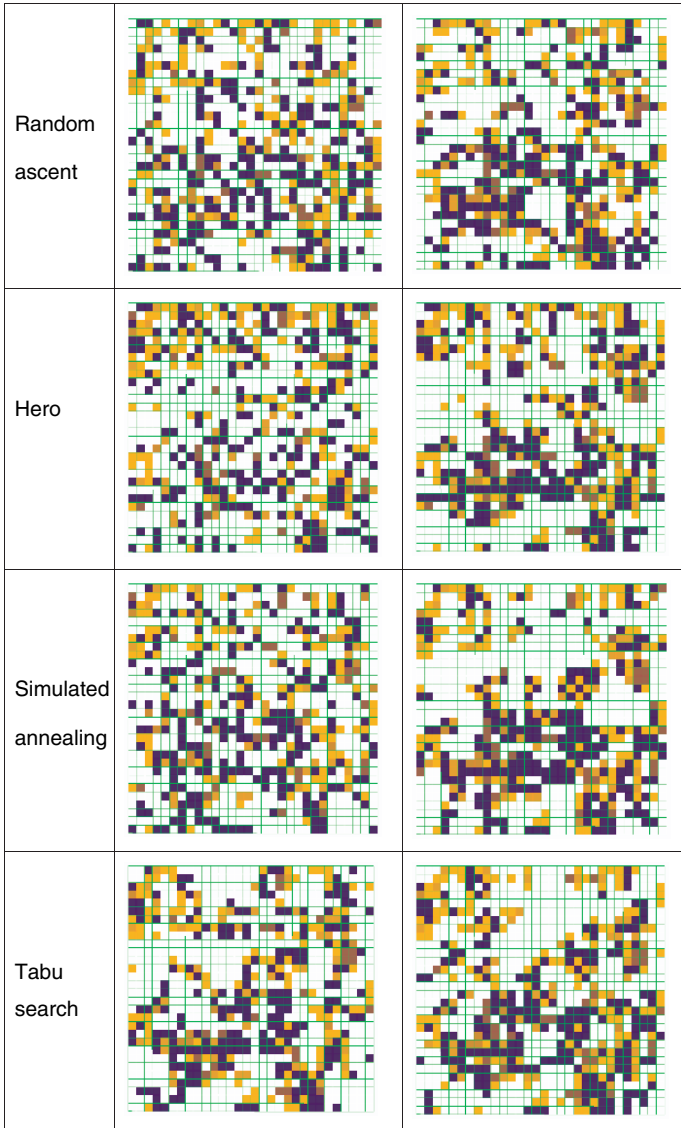 Random
ascent
Hero
Simulated
annealing
Tabu
search